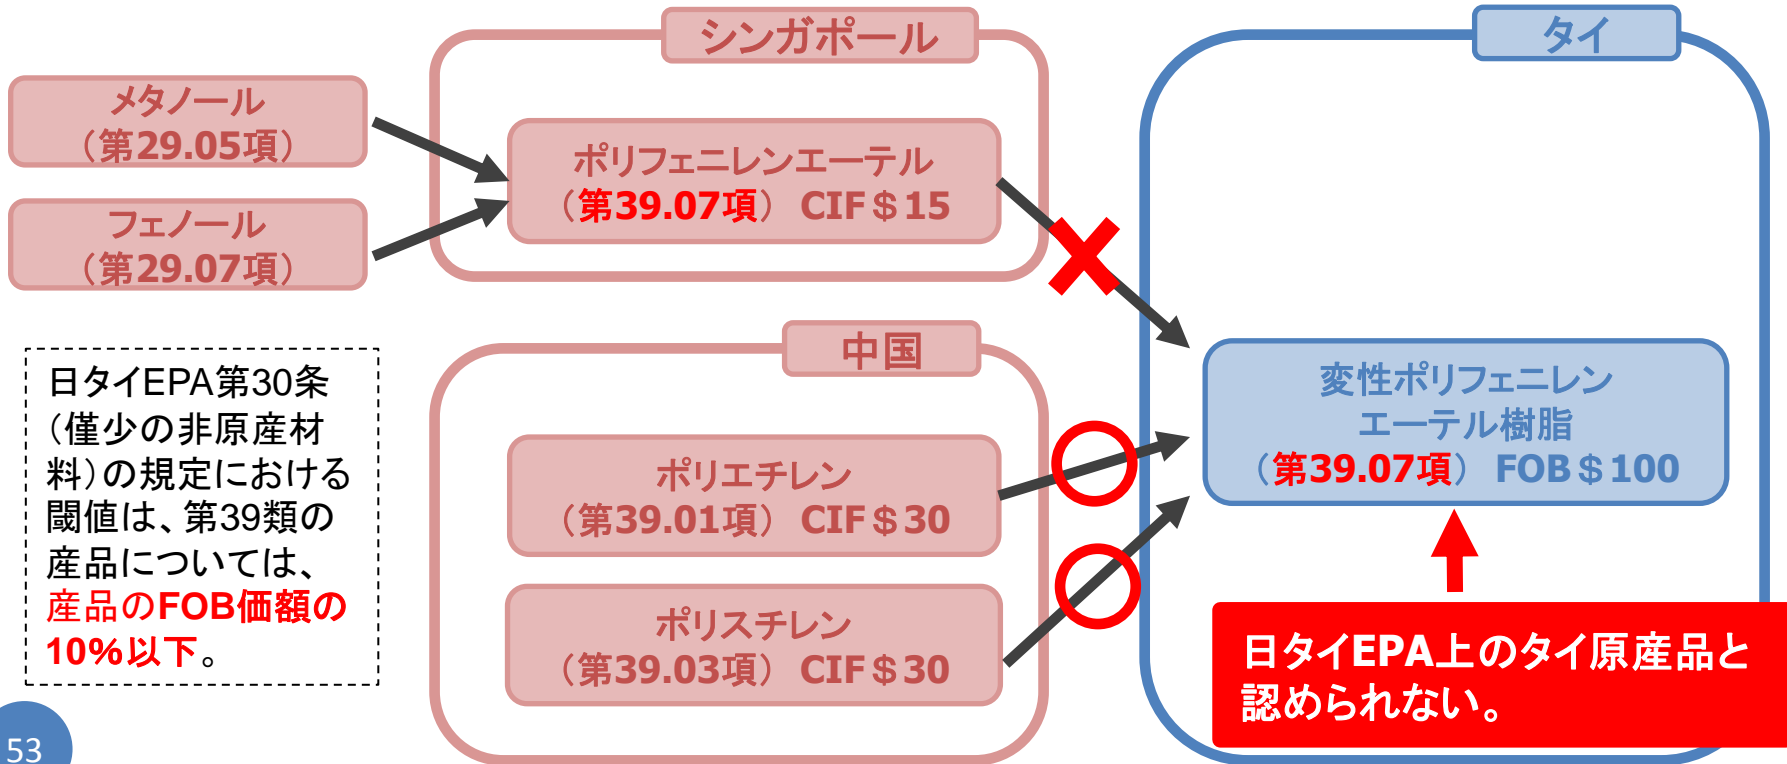 シンガポール
タイ
メタノール
（第29.05項）
フェノール
（第29.07項）
ポリフェニレンエーテル
（第39.07項） CIF＄15
中国
日タイEPA第30条
（僅少の非原産材
料）の規定における
閾値は、第39類の
産品については、
産品のFOB価額の
10％以下。
ポリエチレン
（第39.01項） CIF＄30
ポリスチレン
（第39.03項） CIF＄30
変性ポリフェニレン
エーテル樹脂
（第39.07項） FOB＄100
日タイEPA上のタイ原産品と
認められない。
53